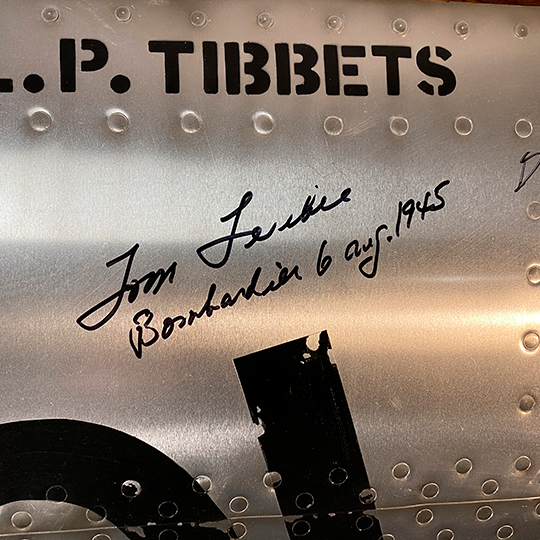 L.P. TIBBETS
Tom Ferebee
Bombardier 6 Aug. 1945
D